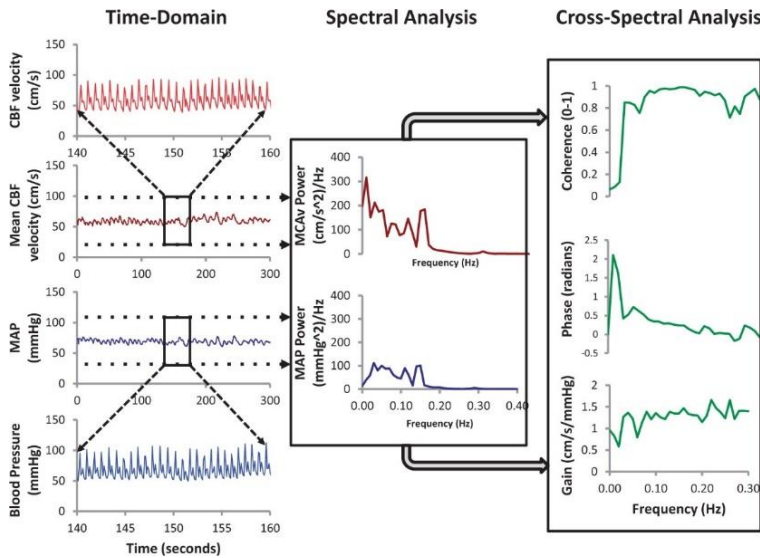 Time-Domain
Spectral Analysis
Cross-Spectral Analysis
CBF velocity
(cm/s)
150
100
50
0
140 145 150 155 160
Mean CBF
velocity (cm/s)
150
100
50
0
0 100 200 300
MAP
(mmHg)
150
100
50
0
0 100 200 300
Blood Pressure
(mmHg)
150
100
50
0
140 145 150 155 160
Time (seconds)
MCAv Power
(cm/s^2)/Hz
400
300
200
100
0
Frequency (Hz)
MAP Power
(mmHg^2)/Hz
400
300
200
100
0
0.00 0.10 0.20 0.30 0.40
Frequency (Hz)
Coherence (0-1)
1
0.8
0.6
0.4
0.2
0
Phase (radians)
2.5
2
1.5
1
0.5
0
-0.5
Gain (cm/s/mmHg)
2
1.5
1
0.5
0
0.00 0.10 0.20 0.30
Frequency (Hz)